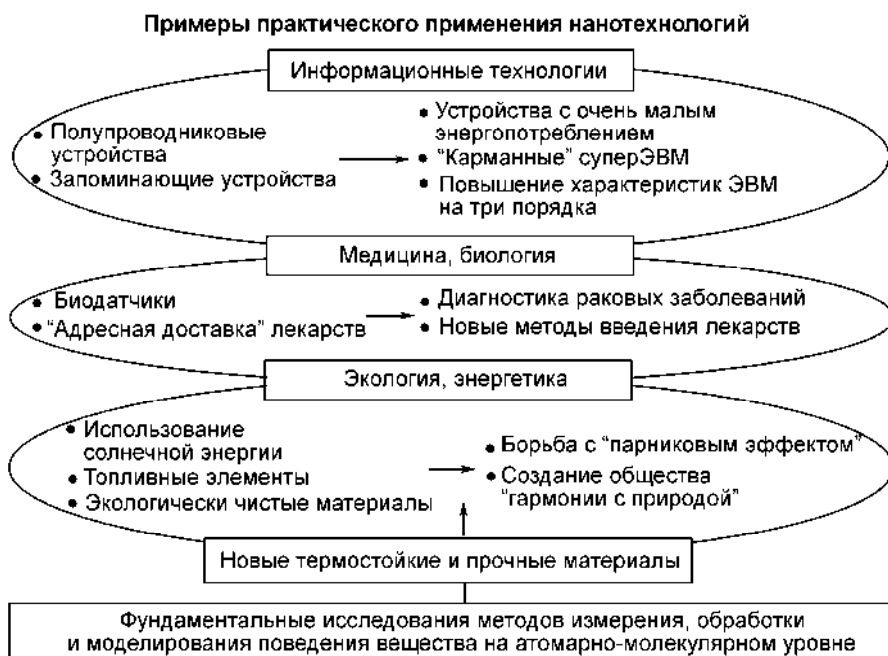 Примеры практического применения нанотехнологий
Информационные технологии
• Полупроводниковые
устройства
• Запоминающие устройства
• Устройства с очень малым
энергопотреблением
• "Карманные" суперЭВМ
• Повышение характеристик ЭВМ
на три порядка
Медицина, биология
• Биодатчики
• "Адресная доставка" лекарств
• Диагностика раковых заболеваний
• Новые методы введения лекарств
Экология, энергетика
• Использование
солнечной энергии
• Топливные элементы
• Экологически чистые материалы
• Борьба с "парниковым эффектом"
• Создание общества
"гармонии с природой"
Новые термостойкие и прочные материалы
Фундаментальные исследования методов измерения, обработки
и моделирования поведения вещества на атомарно-молекулярном уровне